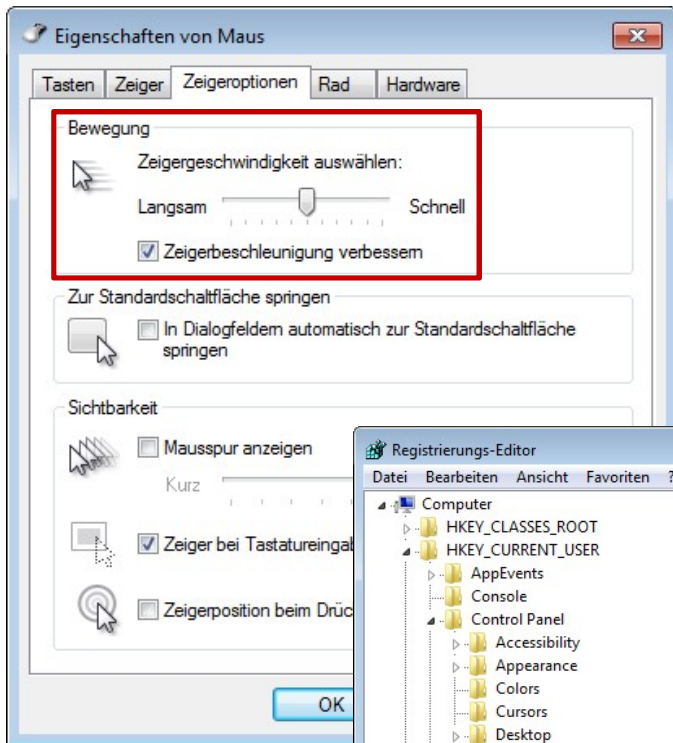 Eigenschaften von Maus
Tasten Zeiger Zeigeroptionen Rad Hardware
Bewegung
Zeigergeschwindigkeit auswählen:
Langsam Schnell
Zeigerbeschleunigung verbessern
Zur Standardschaltfläche springen
In Dialogfeldern automatisch zur Standardschaltfläche
springen
Sichtbarkeit
Mausspur anzeigen
Kurz
Zeiger bei Tastatureingab
Zeigerposition beim Drüc
OK
Registrierungs-Editor
Datei Bearbeiten Ansicht Favoriten ?
Computer
HKEY_CLASSES_ROOT
HKEY_CURRENT_USER
AppEvents
Console
Control Panel
Accessibility
Appearance
Colors
Cursors
Desktop